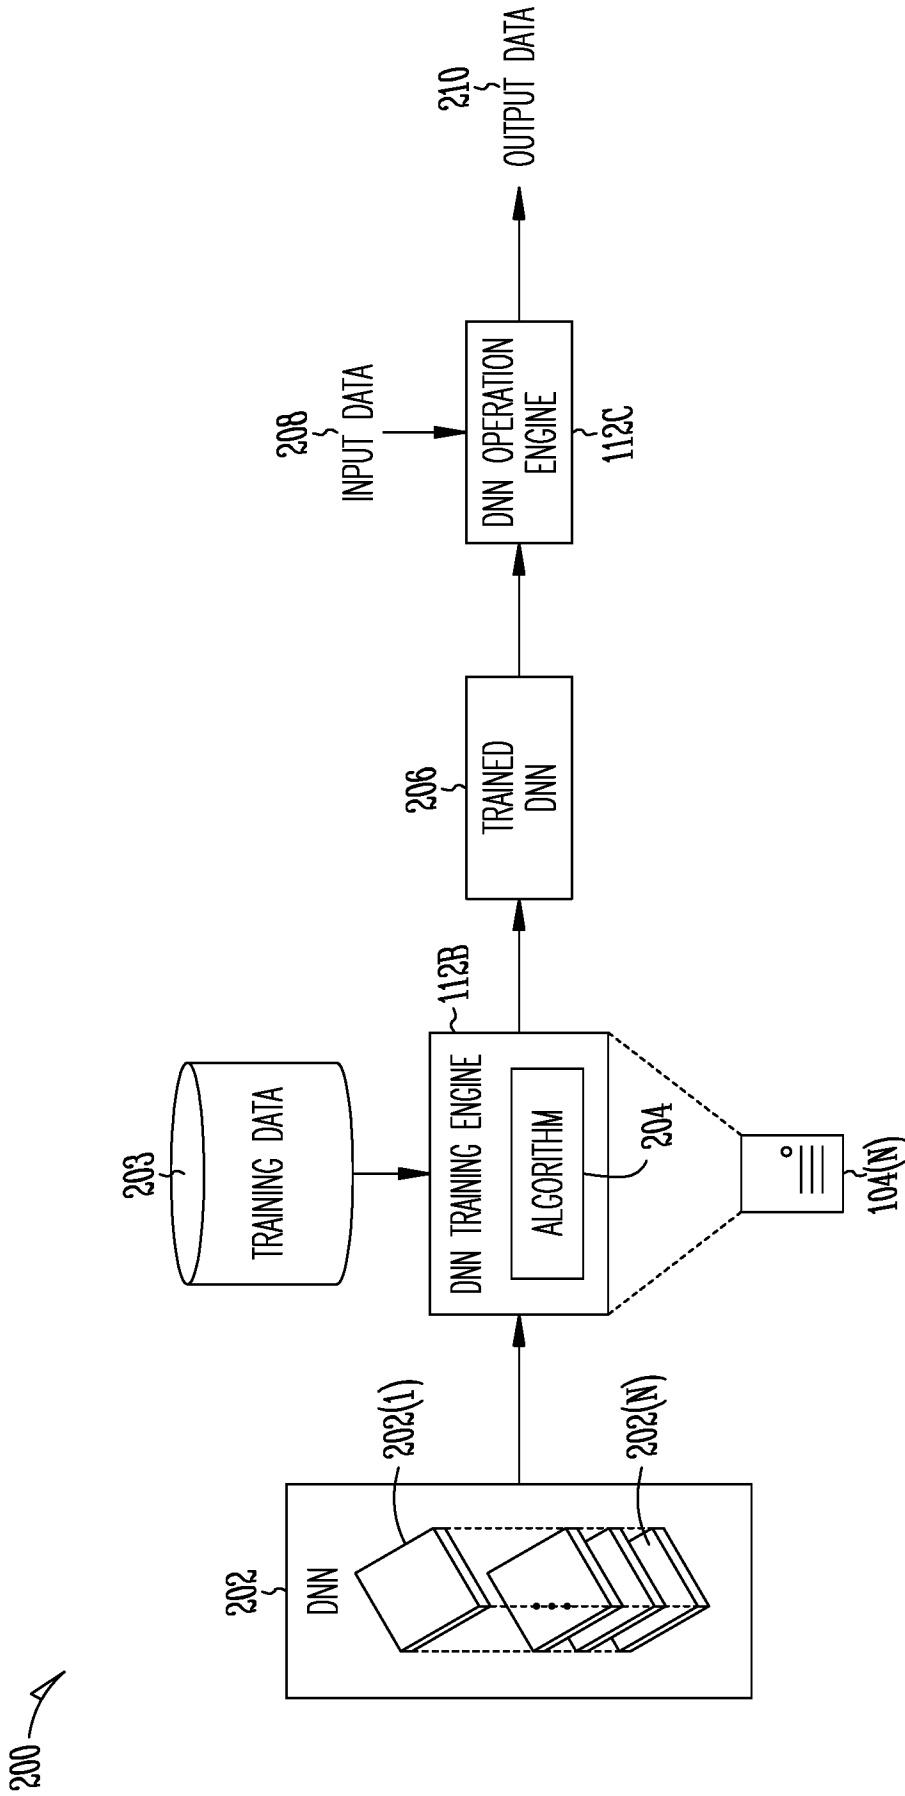 200
202
DNN
202(1)
202(N)
203
TRAINING DATA
112B
DNN TRAINING ENGINE
ALGORITHM
204
104(N)
206
TRAINED
DNN
208
INPUT DATA
DNN OPERATION
ENGINE
112C
210
OUTPUT DATA